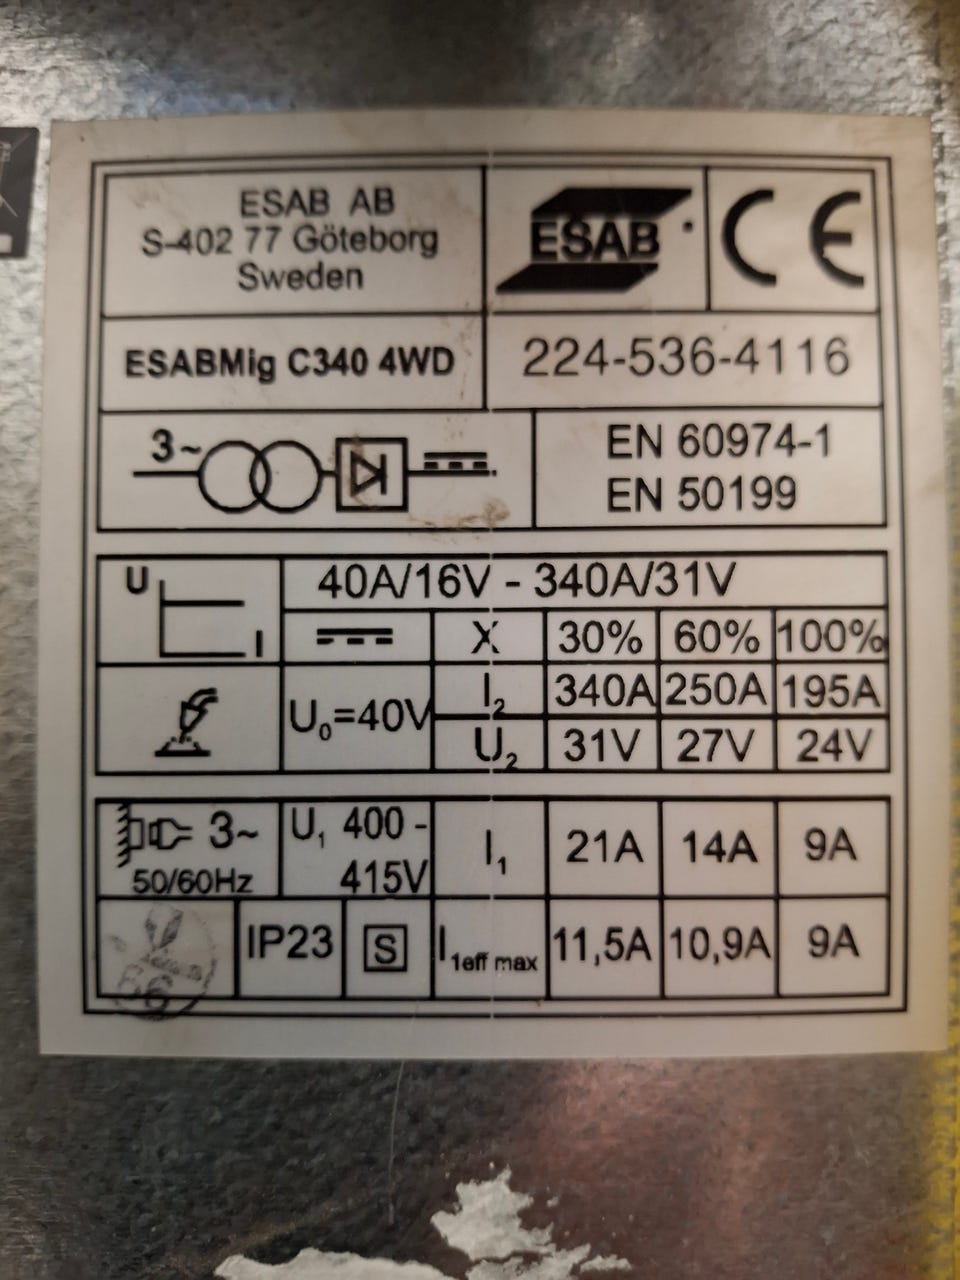 ESAB AB
S-402 77 Göteborg
Sweden
ESAB
CE
ESABMig C340 4WD
224-536-4116
3~
EN 60974-1
EN 50199
U
I
40A/16V - 340A/31V
X 30% 60% 100%
U₀=40V
I₂ 340A 250A 195A
U₂ 31V 27V 24V
3~
50/60Hz
U₁ 400 -
415V
I₁ 21A 14A 9A
IP23
S
I₁eff max 11,5A 10,9A 9A